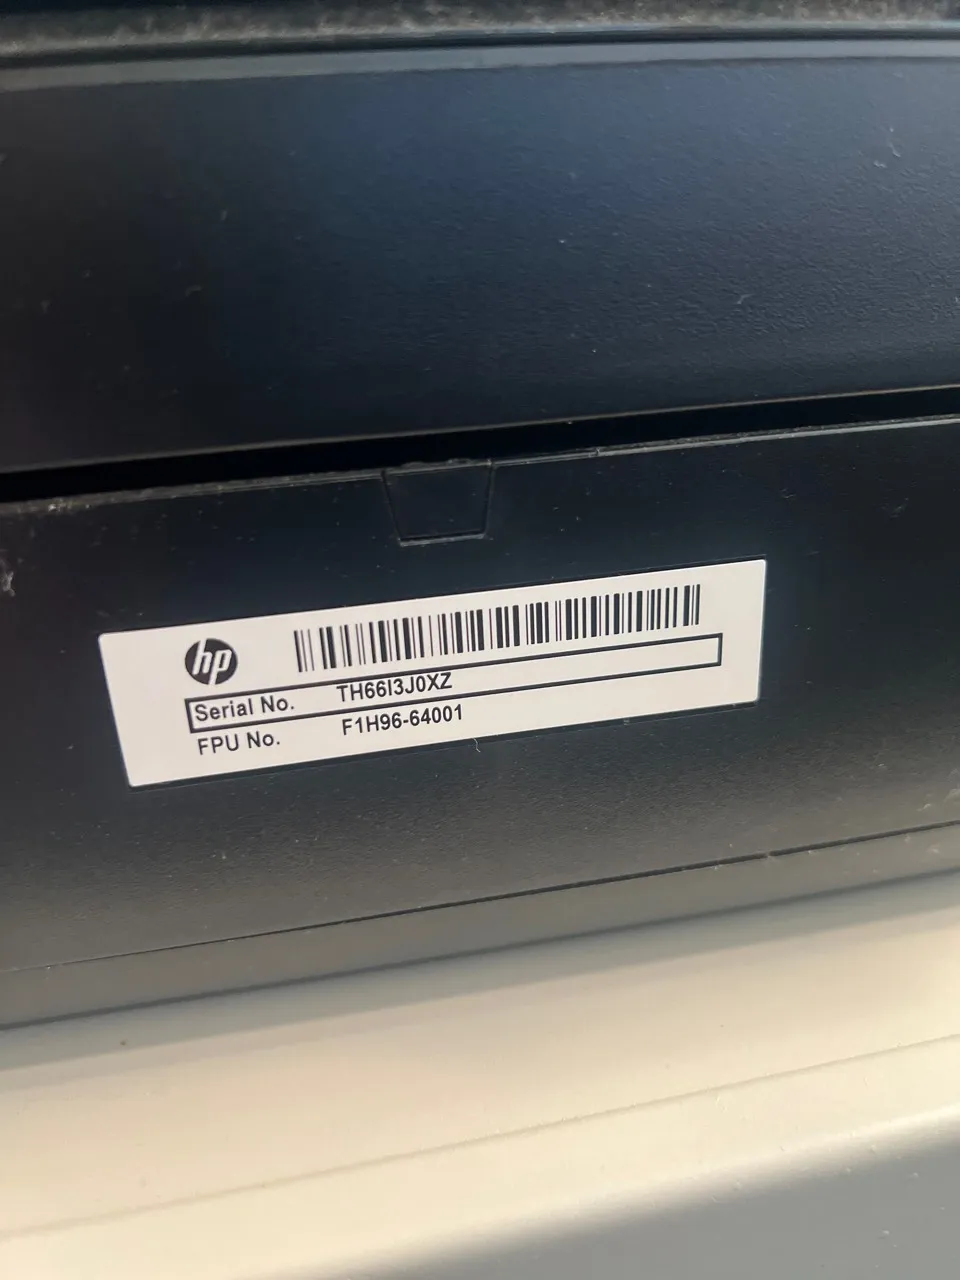 hp
Serial No. TH66I3J0XZ
FPU No. F1H96-64001